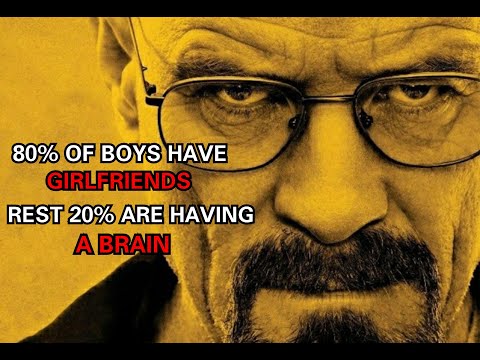 80% OF BOYS HAVE
GIRLFRIENDS
REST 20% ARE HAVING
A BRAIN